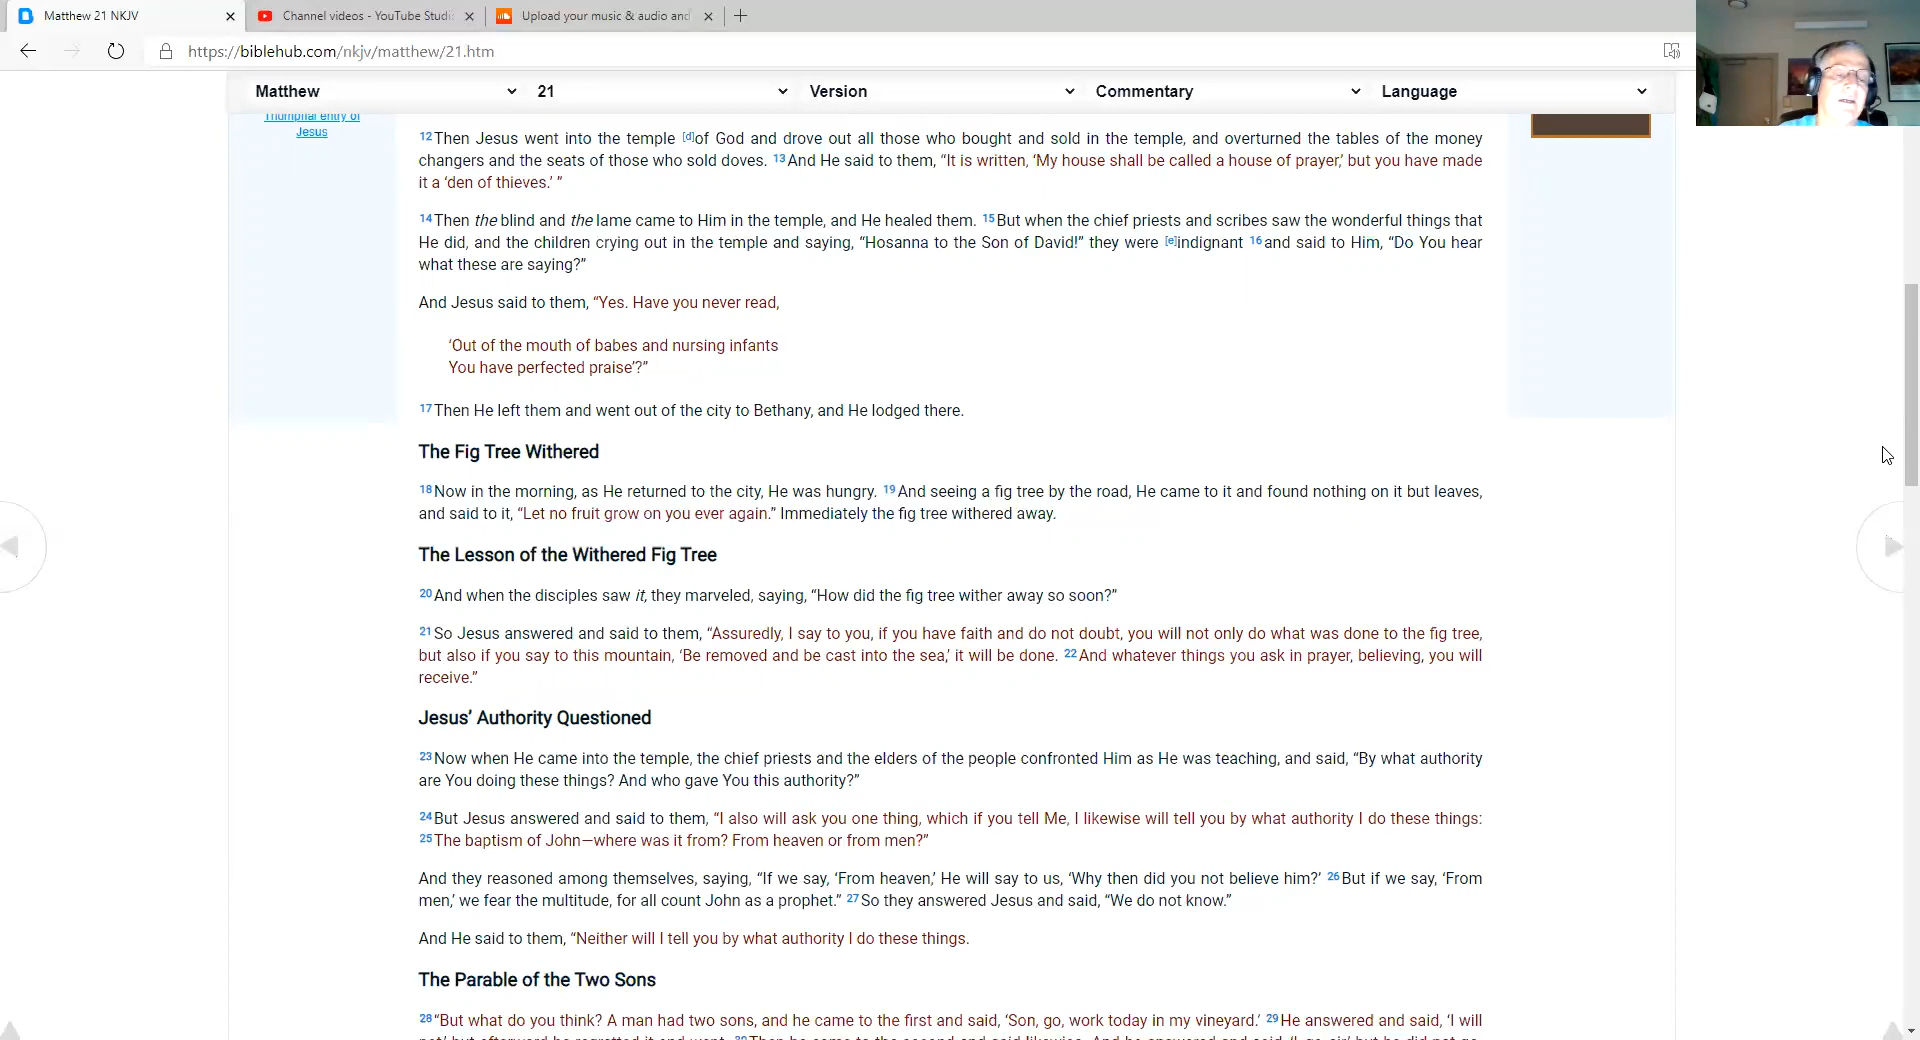 Matthew 21 NKJV
Channel videos - YouTube Studi
Upload your music & audio and
https://biblehub.com/nkjv/matthew/21.htm
Matthew 21 Version Commentary Language
Triumphal entry of
Jesus
12Then Jesus went into the temple [d]of God and drove out all those who bought and sold in the temple, and overturned the tables of the money
changers and the seats of those who sold doves. 13And He said to them, “It is written, ‘My house shall be called a house of prayer,’ but you have made
it a ‘den of thieves.’ ”
14Then the blind and the lame came to Him in the temple, and He healed them. 15But when the chief priests and scribes saw the wonderful things that
He did, and the children crying out in the temple and saying, “Hosanna to the Son of David!” they were [e]indignant 16and said to Him, “Do You hear
what these are saying?”
And Jesus said to them, “Yes. Have you never read,
‘Out of the mouth of babes and nursing infants
You have perfected praise’?”
17Then He left them and went out of the city to Bethany, and He lodged there.
The Fig Tree Withered
18Now in the morning, as He returned to the city, He was hungry. 19And seeing a fig tree by the road, He came to it and found nothing on it but leaves,
and said to it, “Let no fruit grow on you ever again.” Immediately the fig tree withered away.
The Lesson of the Withered Fig Tree
20And when the disciples saw it, they marveled, saying, “How did the fig tree wither away so soon?”
21So Jesus answered and said to them, “Assuredly, I say to you, if you have faith and do not doubt, you will not only do what was done to the fig tree,
but also if you say to this mountain, ‘Be removed and be cast into the sea,’ it will be done. 22And whatever things you ask in prayer, believing, you will
receive.”
Jesus’ Authority Questioned
23Now when He came into the temple, the chief priests and the elders of the people confronted Him as He was teaching, and said, “By what authority
are You doing these things? And who gave You this authority?”
24But Jesus answered and said to them, “I also will ask you one thing, which if you tell Me, I likewise will tell you by what authority I do these things:
25The baptism of John—where was it from? From heaven or from men?”
And they reasoned among themselves, saying, “If we say, ‘From heaven,’ He will say to us, ‘Why then did you not believe him?’ 26But if we say, ‘From
men,’ we fear the multitude, for all count John as a prophet.” 27So they answered Jesus and said, “We do not know.”
And He said to them, “Neither will I tell you by what authority I do these things.
The Parable of the Two Sons
28“But what do you think? A man had two sons, and he came to the first and said, ‘Son, go, work today in my vineyard.’ 29He answered and said, ‘I will